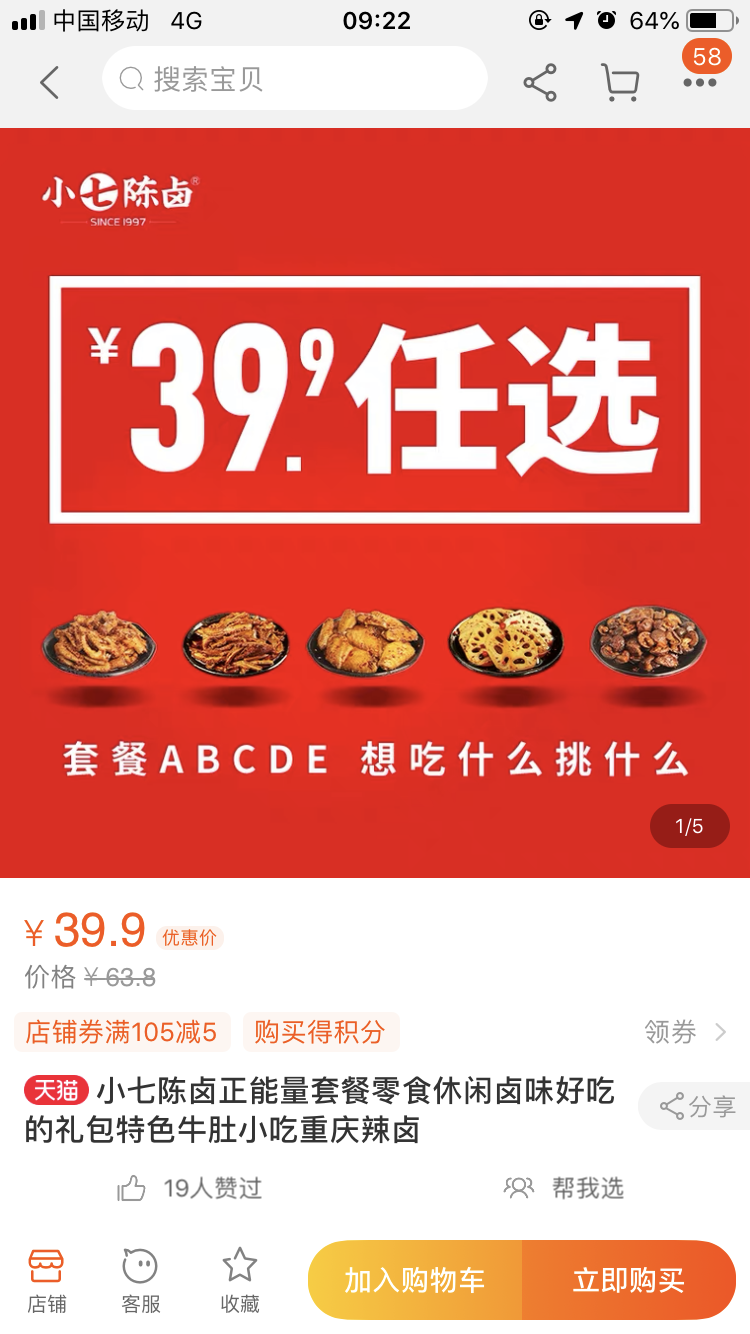 中国移动 4G 09:22 64%
搜索宝贝
58
小七陈卤®
SINCE 1997
¥39.9任选
套餐ABCDE 想吃什么挑什么
1/5
¥39.9 优惠价
价格 ¥63.8
店铺券满105减5 购买得积分 领券
天猫 小七陈卤正能量套餐零食休闲卤味好吃
的礼包特色牛肚小吃重庆辣卤
分享
19人赞过 帮我选
店铺 客服 收藏 加入购物车 立即购买